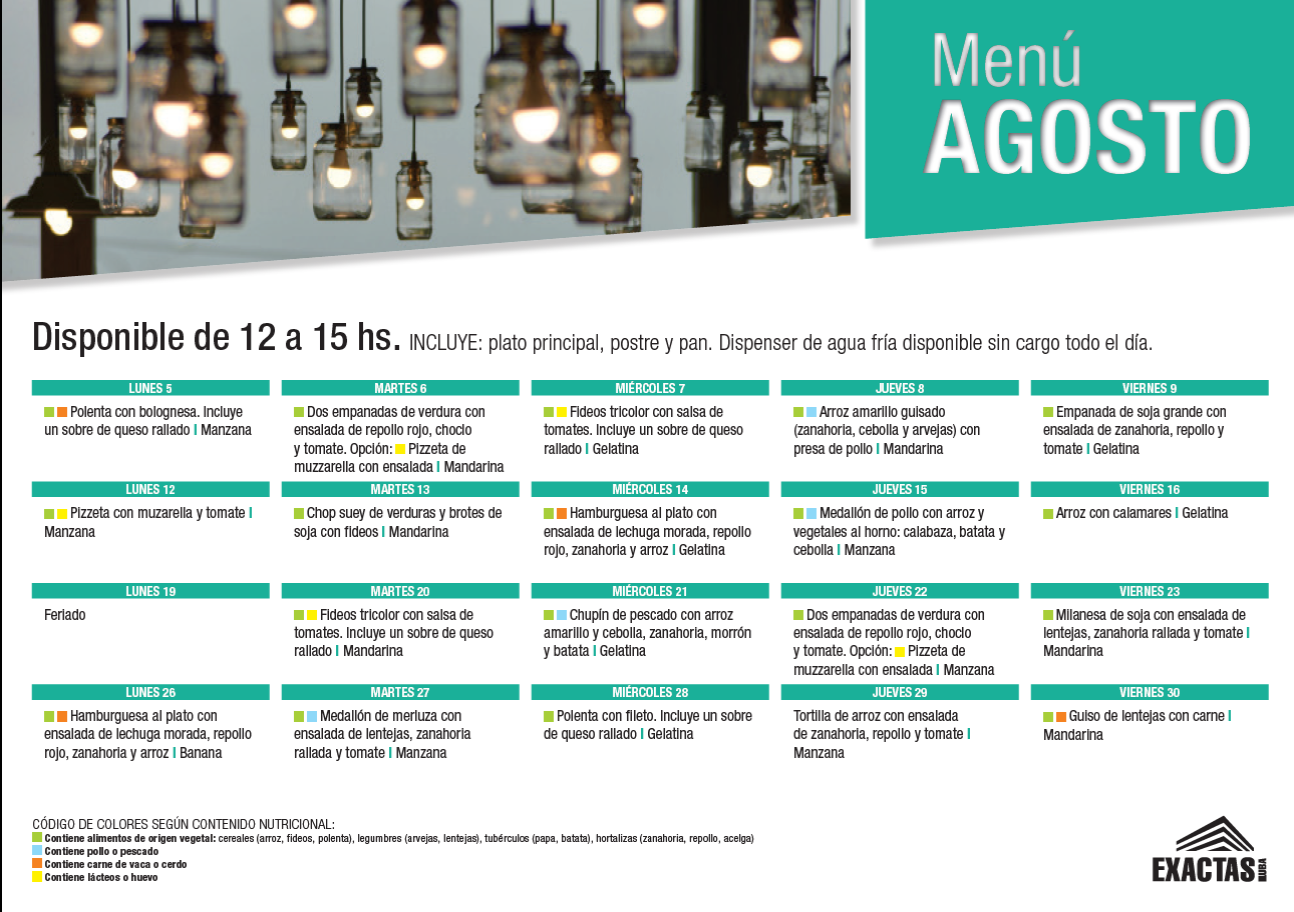 Menú
AGOSTO
Disponible de 12 a 15 hs. INCLUYE: plato principal, postre y pan. Dispenser de agua fría disponible sin cargo todo el día.
LUNES 5
Polenta con bolognesa. Incluye
un sobre de queso rallado I Manzana
MARTES 6
Dos empanadas de verdura con
ensalada de repollo rojo, choclo
y tomate. Opción: Pizzeta de
muzzarella con ensalada I Mandarina
MIÉRCOLES 7
Fideos tricolor con salsa de
tomates. Incluye un sobre de queso
rallado I Gelatina
JUEVES 8
Arroz amarillo guisado
(zanahoria, cebolla y arvejas) con
presa de pollo I Mandarina
VIERNES 9
Empanada de soja grande con
ensalada de zanahoria, repollo y
tomate I Gelatina
LUNES 12
Pizzeta con muzarella y tomate I
Manzana
MARTES 13
Chop suey de verduras y brotes de
soja con fideos I Mandarina
MIÉRCOLES 14
Hamburguesa al plato con
ensalada de lechuga morada, repollo
rojo, zanahoria y arroz I Gelatina
JUEVES 15
Medallón de pollo con arroz y
vegetales al horno: calabaza, batata y
cebolla I Manzana
VIERNES 16
Arroz con calamares I Gelatina
LUNES 19
Feriado
MARTES 20
Fideos tricolor con salsa de
tomates. Incluye un sobre de queso
rallado I Mandarina
MIÉRCOLES 21
Chupín de pescado con arroz
amarillo y cebolla, zanahoria, morrón
y batata I Gelatina
JUEVES 22
Dos empanadas de verdura con
ensalada de repollo rojo, choclo
y tomate. Opción: Pizzeta de
muzzarella con ensalada I Manzana
VIERNES 23
Milanesa de soja con ensalada de
lentejas, zanahoria rallada y tomate I
Mandarina
LUNES 26
Hamburguesa al plato con
ensalada de lechuga morada, repollo
rojo, zanahoria y arroz I Banana
MARTES 27
Medallón de merluza con
ensalada de lentejas, zanahoria
rallada y tomate I Manzana
MIÉRCOLES 28
Polenta con fileto. Incluye un sobre
de queso rallado I Gelatina
JUEVES 29
Tortilla de arroz con ensalada
de zanahoria, repollo y tomate I
Manzana
VIERNES 30
Guiso de lentejas con carne I
Mandarina
CÓDIGO DE COLORES SEGÚN CONTENIDO NUTRICIONAL:
Contiene alimentos de origen vegetal: cereales (arroz, fideos, polenta), legumbres (arvejas, lentejas), tubérculos (papa, batata), hortalizas (zanahoria, repollo, acelga)
Contiene pollo o pescado
Contiene carne de vaca o cerdo
Contiene lácteos o huevo
EXACTAS UBA